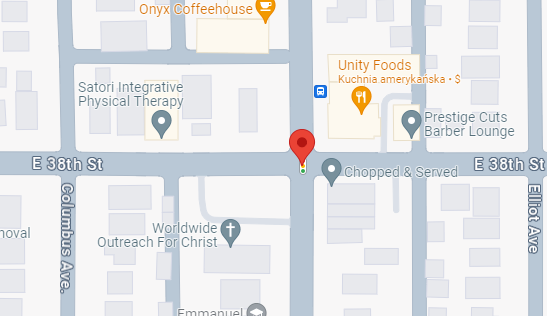 Onyx Coffeehouse
Unity Foods
Kuchnia amerykańska • $
Satori Integrative
Physical Therapy
Prestige Cuts
Barber Lounge
E 38th St
E 38th St
Chopped & Served
Columbus Ave.
Elliot Ave
Worldwide
Outreach For Christ
noval
Emmanuel